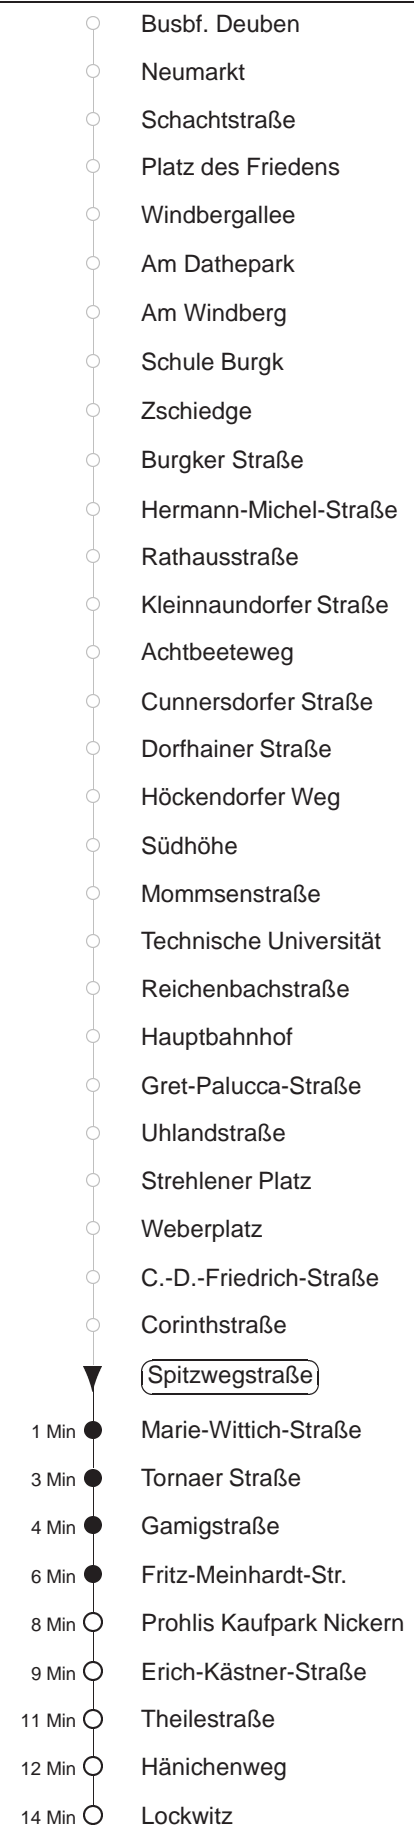 Busbf. Deuben
Neumarkt
Schachtstraße
Platz des Friedens
Windbergallee
Am Dathepark
Am Windberg
Schule Burgk
Zschiedge
Burgker Straße
Hermann-Michel-Straße
Rathausstraße
Kleinnaundorfer Straße
Achtbeeteweg
Cunnersdorfer Straße
Dorfhainer Straße
Höckendorfer Weg
Südhöhe
Mommsenstraße
Technische Universität
Reichenbachstraße
Hauptbahnhof
Gret-Palucca-Straße
Uhlandstraße
Strehlener Platz
Weberplatz
C.-D.-Friedrich-Straße
Corinthstraße
Spitzwegstraße
1 Min Marie-Wittich-Straße
3 Min Tornaer Straße
4 Min Gamigstraße
6 Min Fritz-Meinhardt-Str.
8 Min Prohlis Kaufpark Nickern
9 Min Erich-Kästner-Straße
11 Min Theilestraße
12 Min Hänichenweg
14 Min Lockwitz